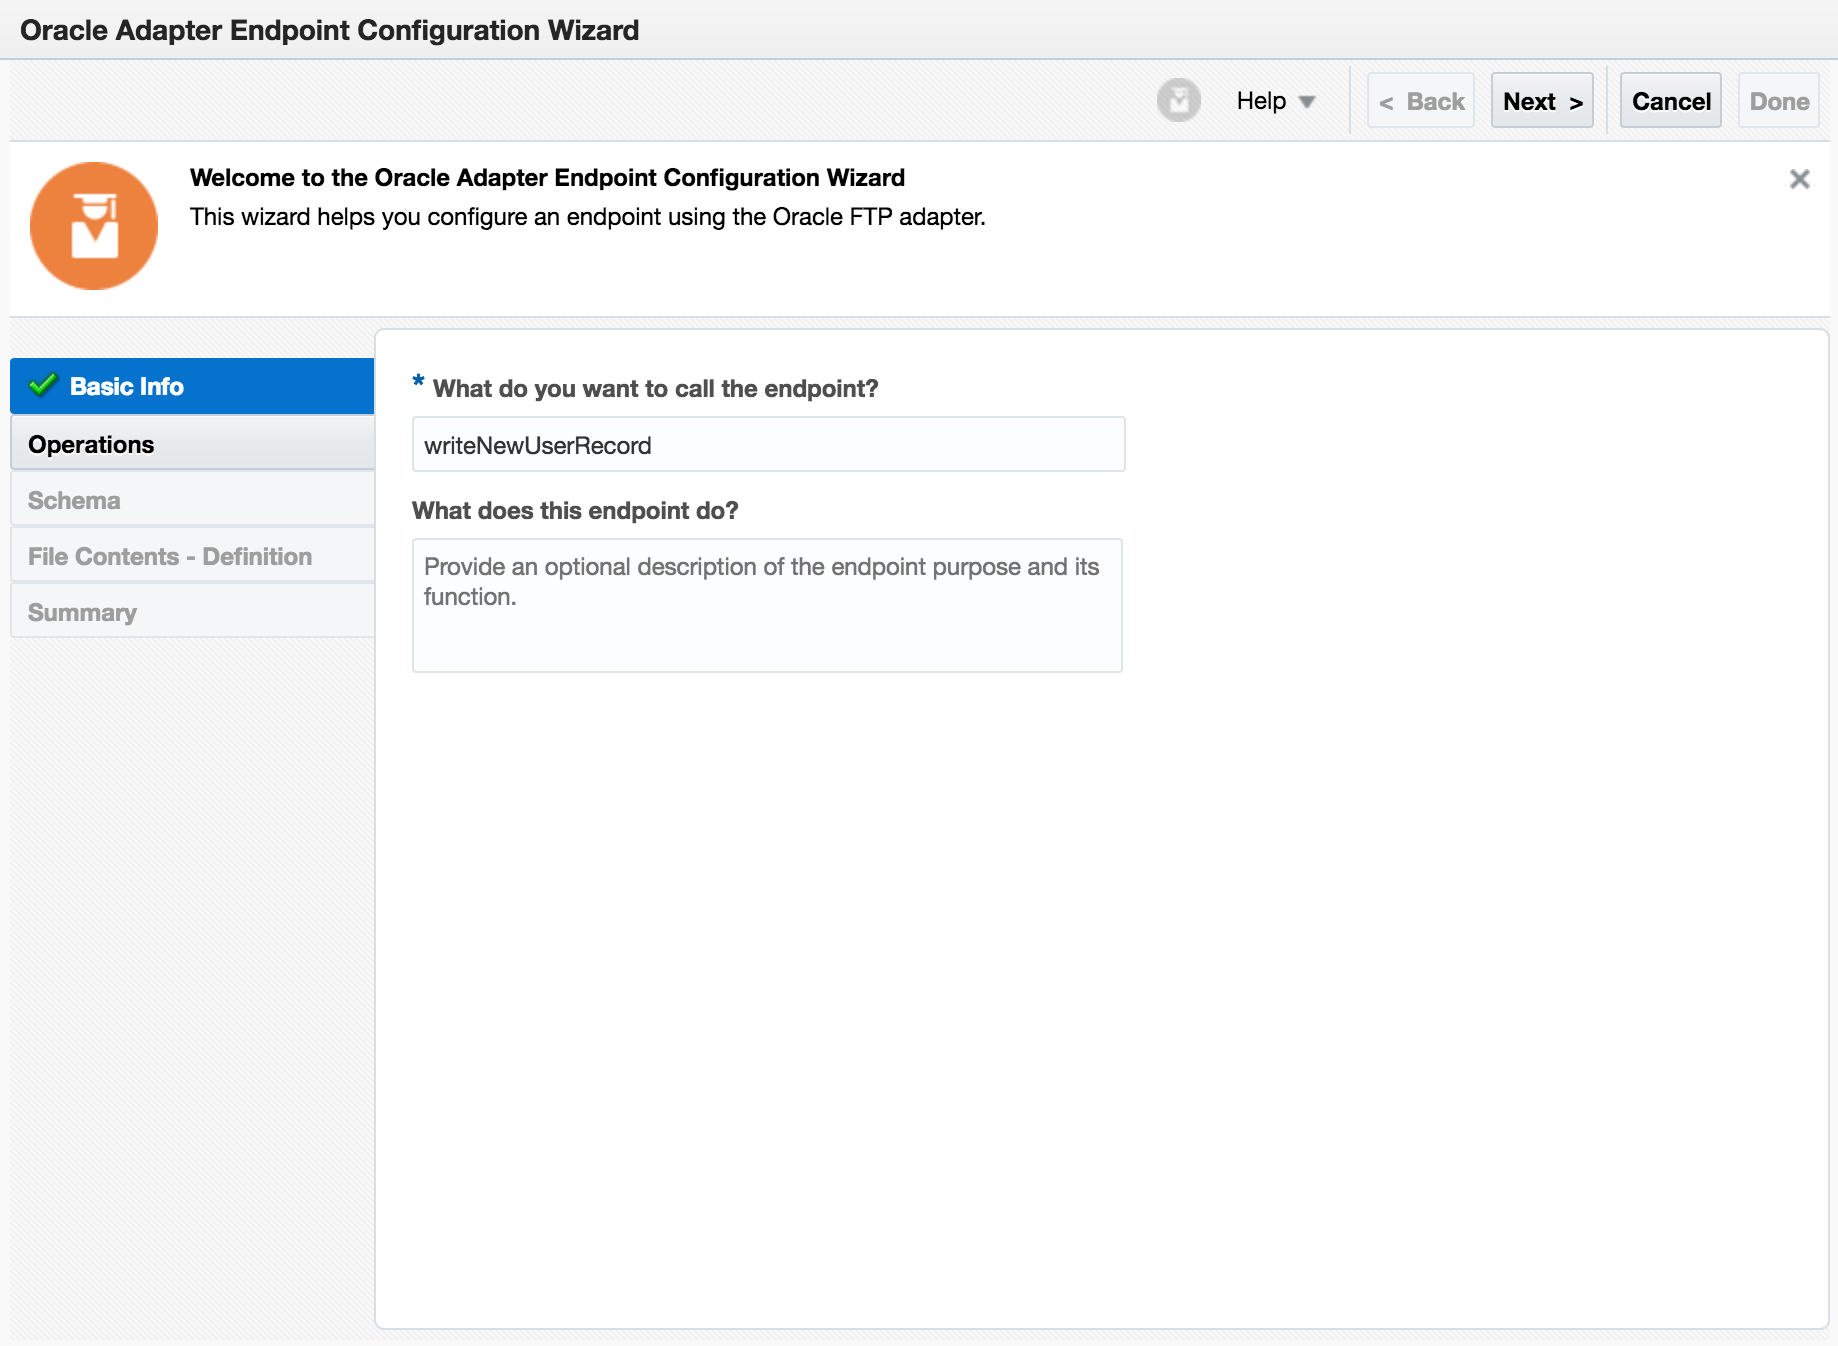 Oracle Adapter Endpoint Configuration Wizard
Help
< Back
Next >
Cancel
Done
Welcome to the Oracle Adapter Endpoint Configuration Wizard
This wizard helps you configure an endpoint using the Oracle FTP adapter.
Basic Info
Operations
Schema
File Contents - Definition
Summary
* What do you want to call the endpoint?
writeNewUserRecord
What does this endpoint do?
Provide an optional description of the endpoint purpose and its
function.